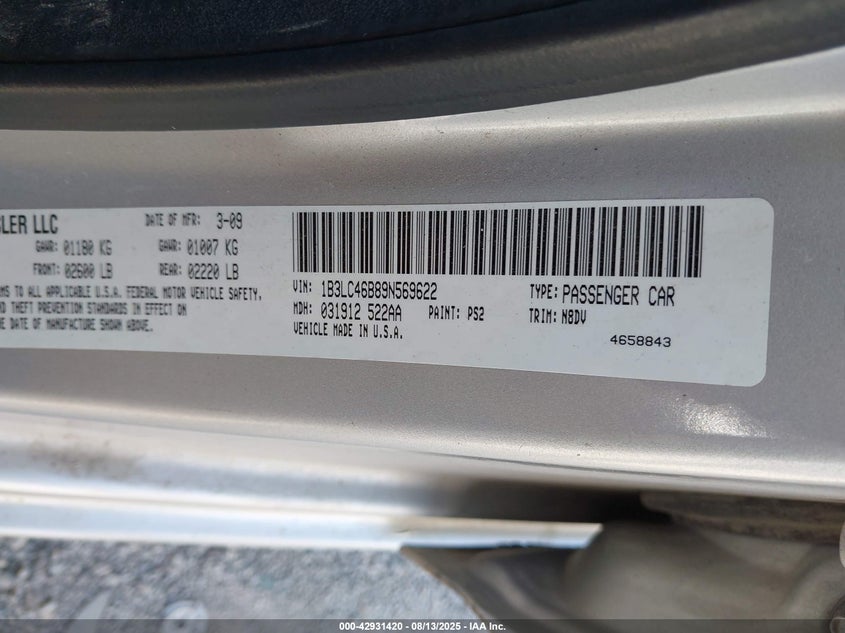 GLER LLC DATE OF MFR: 3-09
GAWR: 01180 KG GAWR: 01007 KG
FRONT: 02600 LB REAR: 02220 LB
MS TO ALL APPLICABLE U.S.A. FEDERAL MOTOR VEHICLE SAFETY,
ND THEFT PREVENTION STANDARDS IN EFFECT ON
E DATE OF MANUFACTURE SHOWN ABOVE.
VIN: 1B3LC46B89N569622 TYPE: PASSENGER CAR
MDH: 031912 522AA PAINT: PS2 TRIM: N8DV
VEHICLE MADE IN U.S.A.
4658843
000-42931420 - 08/13/2025 - IAA Inc.